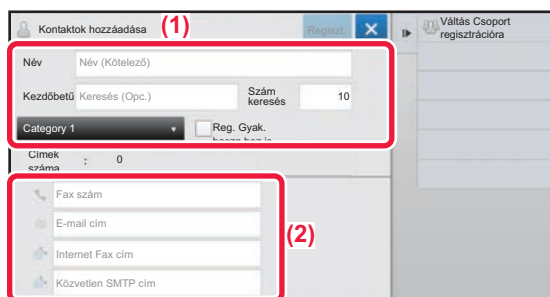 Kontaktok hozzáadása
(1)
Regiszt.
Váltás Csoport
regisztrációra
Név
Név (Kötelező)
Kezdőbetű
Keresés (Opc.)
Szám
keresés
10
Category 1
Reg. Gyak.
Címek
száma
:
0
Fax szám
E-mail cím
(2)
Internet Fax cím
Közvetlen SMTP cím